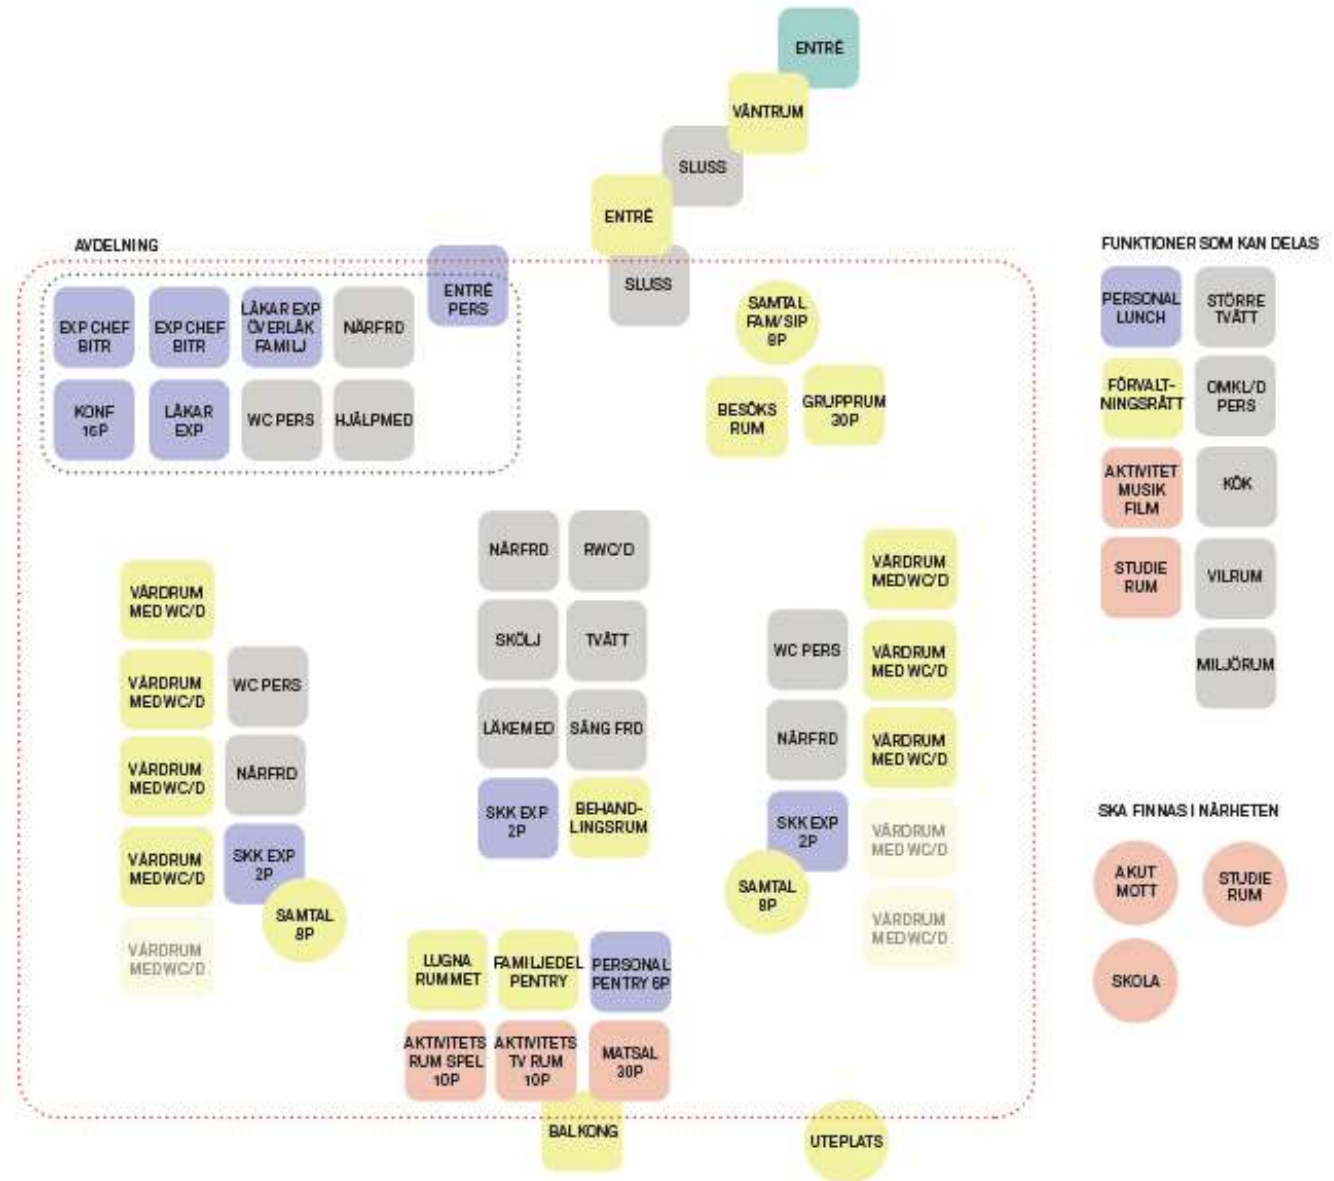 ENTRÉ
VÄNTRUM
SLUSS
ENTRÉ
SLUSS
AVDELNING
ENTRÉ
PERS
EXP CHEF
BITR
EXP CHEF
BITR
LÄKAR EXP
ÖVERLÄK
FAMILJ
NÄRFRD
KONF
16P
LÄKAR
EXP
WC PERS
HJÄLPMED
SAMTAL
FAM/SIP
8P
BESÖKS
RUM
GRUPPRUM
30P
VÅRDRUM
MED WC/D
VÅRDRUM
MED WC/D
VÅRDRUM
MED WC/D
VÅRDRUM
MED WC/D
VÅRDRUM
MED WC/D
WC PERS
NÄRFRD
SKK EXP
2P
SAMTAL
8P
NÄRFRD
RWC/D
SKÖLJ
TVÄTT
LÄKEMED
SÄNG FRD
SKK EXP
2P
BEHAND-
LINGSRUM
WC PERS
NÄRFRD
SKK EXP
2P
SAMTAL
8P
VÅRDRUM
MED WC/D
VÅRDRUM
MED WC/D
VÅRDRUM
MED WC/D
VÅRDRUM
MED WC/D
VÅRDRUM
MED WC/D
LUGNA
RUMMET
FAMILJEDEL
PENTRY
PERSONAL
PENTRY 6P
AKTIVITETS
RUM SPEL
10P
AKTIVITETS
TV RUM
10P
MATSAL
30P
BALKONG
UTEPLATS
FUNKTIONER SOM KAN DELAS
PERSONAL
LUNCH
STÖRRE
TVÄTT
FÖRVALT-
NINGSRÄTT
OMKL/D
PERS
AKTIVITET
MUSIK
FILM
KÖK
STUDIE
RUM
VILRUM
MILJÖRUM
SKA FINNAS I NÄRHETEN
AKUT
MOTT
STUDIE
RUM
SKOLA